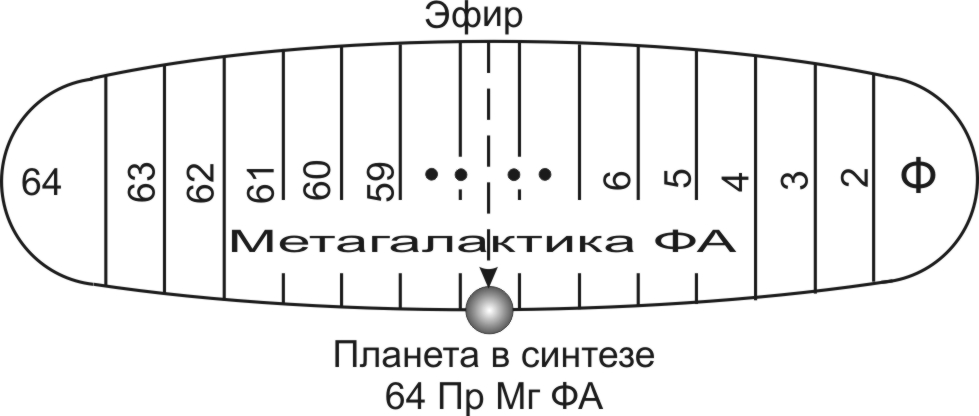 Эфир
64 63 62 61 60 59 •• •• 6 5 4 3 2 Ф
Метагалактика ФА
Планета в синтезе
64 Пр Мг ФА